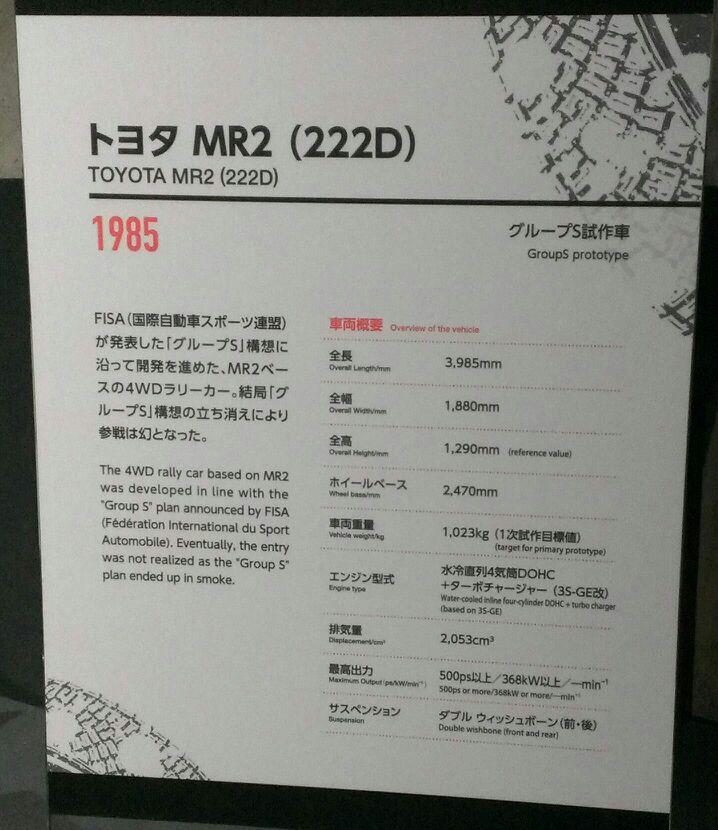 トヨタ MR2（222D）
TOYOTA MR2 (222D)
1985
グループS試作車
GroupS prototype
FISA（国際自動車スポーツ連盟）
が発表した「グループS」構想に
沿って開発を進めた、MR2ベー
スの4WDラリーカー。結局「グ
ループS」構想の立ち消えにより
参戦は幻となった。
The 4WD rally car based on MR2
was developed in line with the
"Group S" plan announced by FISA
(Fédération International du Sport
Automobile). Eventually, the entry
was not realized as the "Group S"
plan ended up in smoke.
車両概要 Overview of the vehicle
全長
Overall Length/mm
3,985mm
全幅
Overall Width/mm
1,880mm
全高
Overall Height/mm
1,290mm (reference value)
ホイールベース
Wheel base/mm
2,470mm
車両重量
Vehicle weight/kg
1,023kg（1次試作目標値）
(target for primary prototype)
エンジン型式
Engine type
水冷直列4気筒DOHC
＋ターボチャージャー（3S-GE改）
Water-cooled inline four-cylinder DOHC + turbo charger
(based on 3S-GE)
排気量
Displacement/cm³
2,053cm³
最高出力
Maximum Output (ps/kW/min⁻¹)
500ps以上／368kW以上／—min⁻¹
500ps or more/368kW or more/—min⁻¹
サスペンション
Suspension
ダブル ウィッシュボーン（前・後）
Double wishbone (front and rear)